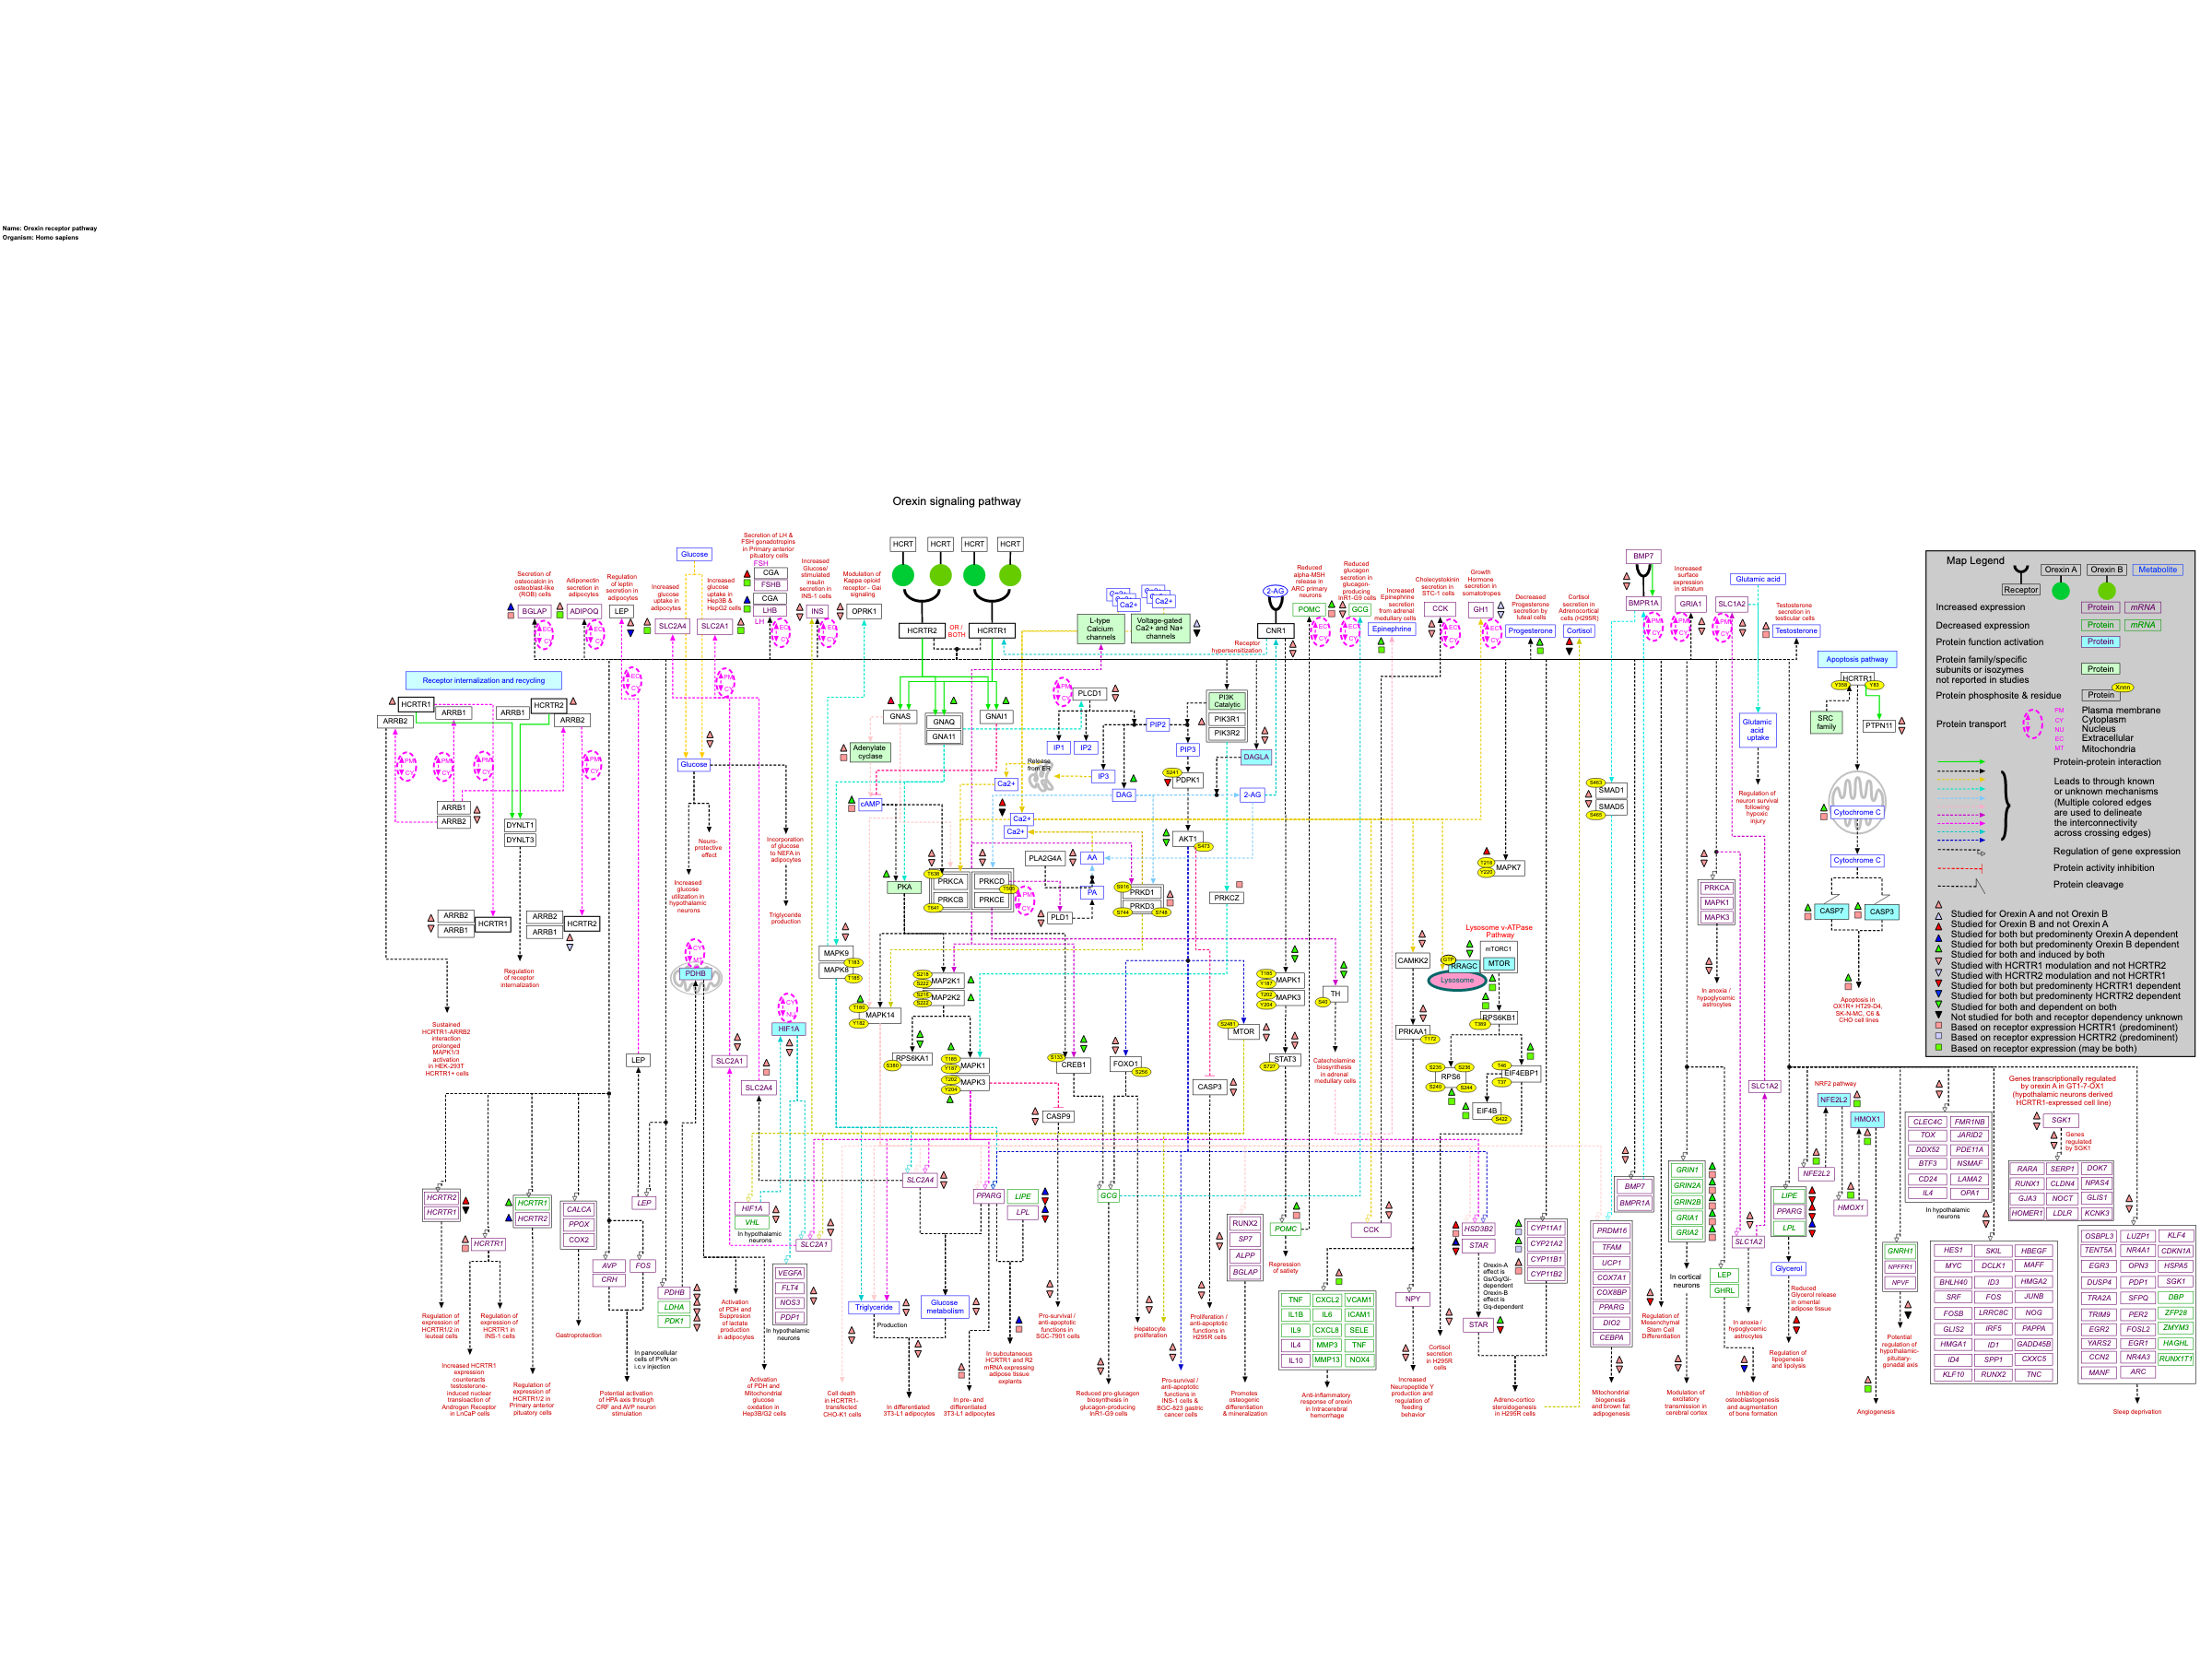 Name: Orexin receptor pathway
Organism: Homo sapiens
Orexin signaling pathway
Secretion of
osteocalcin in
osteoblast-like
(ROB) cells
BGLAP
Adiponectin
secretion in
adipocytes
ADIPOQ
Regulation
of leptin
secretion in
adipocytes
LEP
Increased
glucose
uptake in
adipocytes
SLC2A4
Glucose
Increased
glucose
uptake in
Hep3B &
HepG2 cells
SLC2A1
Secretion of LH &
FSH gonadotropins
in Primary anterior
pituatory cells
FSH
CGA
FSHB
CGA
LHB
LH
Increased
Glucose/
stimulated
insulin
secretion in
INS-1 cells
INS
Modulation of
Kappa opioid
receptor - Gai
signaling
OPRK1
HCRT
HCRT
HCRT
HCRT
HCRTR2
OR /
BOTH
HCRTR1
L-type
Calcium
channels
Voltage-gated
Ca2+ and Na+
channels
Ca2+
Ca2+
2-AG
CNR1
Receptor
hypersensitization
Reduced
alpha-MSH
release in
ARC primary
neurons
POMC
Reduced
glucagon
secretion in
glucagon-
producing
InR1-G9 cells
GCG
Increased
Epinephrine
secretion
from adrenal
medullary cells
Epinephrine
Cholecystokinin
secretion in
STC-1 cells
CCK
Growth
Hormone
secretion in
somatotropes
GH1
Decreased
Progesterone
secretion by
luteal cells
Progesterone
Cortisol
secretion in
Adrenocortical
cells (H295R)
Cortisol
BMP7
BMPR1A
Increased
surface
expression
in striatum
GRIA1
SLC1A2
Glutamic acid
Testosterone
secretion in
testicular cells
Testosterone
Map Legend
Receptor
Orexin A
Orexin B
Metabolite
Increased expression
Protein
mRNA
Decreased expression
Protein
mRNA
Protein function activation
Protein
Protein family/specific
subunits or isozymes
not reported in studies
Protein
Protein phosphosite & residue
Protein
Xnnn
Protein transport
PM
Plasma membrane
CY
Cytoplasm
NU
Nucleus
EC
Extracellular
MT
Mitochondria
Protein-protein interaction
Leads to through known
or unknown mechanisms
(Multiple colored edges
are used to delineate
the interconnectivity
across crossing edges)
Regulation of gene expression
Protein activity inhibition
Protein cleavage
Studied for Orexin A and not Orexin B
Studied for Orexin B and not Orexin A
Studied for both but predominenty Orexin A dependent
Studied for both but predominenty Orexin B dependent
Studied for both and induced by both
Studied with HCRTR1 modulation and not HCRTR2
Studied with HCRTR2 modulation and not HCRTR1
Studied for both but predominenty HCRTR1 dependent
Studied for both but predominenty HCRTR2 dependent
Studied for both and dependent on both
Not studied for both and receptor dependency unknown
Based on receptor expression HCRTR1 (predominent)
Based on receptor expression HCRTR2 (predominent)
Based on receptor expression (may be both)
Receptor internalization and recycling
HCRTR1
ARRB2
ARRB1
ARRB1
HCRTR2
ARRB2
ARRB1
ARRB2
DYNLT1
DYNLT3
ARRB2
ARRB1
HCRTR1
ARRB2
ARRB1
HCRTR2
Regulation
of receptor
internalization
Sustained
HCRTR1-ARRB2
interaction
prolonged
MAPK1/3
activation
in HEK-293T
HCRTR1+ cells
Glucose
Neuro-
protective
effect
Increased
glucose
utilization in
hypothalamic
neurons
Incorporation
of glucose
to NEFA in
adipocytes
Triglyceride
production
PDHB
HIF1A
GNAS
GNAQ
GNA11
GNAI1
Adenylate
cyclase
cAMP
PKA
PLCD1
IP1
IP2
IP3
PIP2
PIP3
DAG
Release
from ER
Ca2+
Ca2+
Ca2+
PI3K
Catalytic
PIK3R1
PIK3R2
DAGLA
2-AG
S241
PDPK1
AKT1
S473
PLA2G4A
AA
PA
PLD1
T638
PRKCA
PRKCD
T505
PRKCB
PRKCE
T641
S916
PRKD1
PRKD3
S744
S748
PRKCZ
MAPK9
T183
MAPK8
T185
S218
S222
MAP2K1
S218
S222
MAP2K2
T180
MAPK14
Y182
RPS6KA1
S380
T185
Y187
MAPK1
T202
Y204
MAPK3
S133
CREB1
FOXO1
S256
CASP9
CASP3
S2481
MTOR
T185
Y187
MAPK1
T202
Y204
MAPK3
STAT3
S727
TH
S40
Catecholamine
biosynthesis
in adrenal
medullary cells
CAMKK2
PRKAA1
T172
Lysosome v-ATPase
Pathway
mTORC1
MTOR
GTP
RRAGC
Lysosome
RPS6KB1
T389
S235
S236
RPS6
S240
S244
T46
EIF4EBP1
T37
EIF4B
S422
T219
Y220
MAPK7
S463
SMAD1
SMAD5
S465
Glutamic
acid
uptake
Regulation of
neuron survival
following
hypoxic
injury
PRKCA
MAPK1
MAPK3
In anoxia /
hypoglycemic
astrocytes
Apoptosis pathway
HCRTR1
Y358
Y83
SRC
family
PTPN11
Cytochrome C
Cytochrome C
CASP7
CASP3
Apoptosis in
OX1R+ HT29-D4,
SK-N-MC, C6 &
CHO cell lines
LEP
SLC2A1
SLC2A4
SLC1A2
HCRTR2
HCRTR1
HCRTR1
HCRTR1
HCRTR2
CALCA
PPOX
COX2
AVP
CRH
FOS
LEP
PDHB
LDHA
PDK1
HIF1A
VHL
In hypothalamic
neurons
SLC2A1
VEGFA
FLT4
NOS3
PDP1
In hypothalamic
neurons
SLC2A4
PPARG
LIPE
LPL
Triglyceride
Production
Glucose
metabolism
GCG
RUNX2
SP7
ALPP
BGLAP
POMC
Repression
of satiety
TNF
CXCL2
VCAM1
IL1B
IL6
ICAM1
IL9
CXCL8
SELE
IL4
MMP3
TNF
IL10
MMP13
NOX4
CCK
NPY
HSD3B2
STAR
Orexin-A
effect is
Gs/Gq/Gi-
dependent
Orexin-B
effect is
Gq-dependent
STAR
CYP11A1
CYP21A2
CYP11B1
CYP11B2
PRDM16
TFAM
UCP1
COX7A1
COX8BP
PPARG
DIO2
CEBPA
BMP7
BMPR1A
GRIN1
GRIN2A
GRIN2B
GRIA1
GRIA2
In cortical
neurons
LEP
GHRL
SLC1A2
In anoxia /
hypoglycemic
astrocytes
LIPE
PPARG
LPL
Glycerol
Reduced
Glycerol release
in omental
adipose tissue
Regulation of
lipogenesis
and lipolysis
NRF2 pathway
NFE2L2
HMOX1
NFE2L2
HMOX1
Angiogenesis
GNRH1
NPFFR1
NPVF
Potential
regulation of
hypothalamic-
pituitary-
gonadal axis
CLEC4C
FMR1NB
TOX
JARID2
DDX52
PDE11A
BTF3
NSMAF
CD24
LAMA2
IL4
OPA1
In hypothalamic
neurons
Genes transcriptionally regulated
by orexin A in GT1-7-OX1
(hypothalamic neurons derived
HCRTR1-expressed cell line)
SGK1
Genes
regulated
by SGK1
RARA
SERP1
DOK7
RUNX1
CLDN4
NPAS4
GJA3
NOCT
GLIS1
HOMER1
LDLR
KCNK3
HES1
SKIL
HBEGF
MYC
DCLK1
MAFF
BHLH40
ID3
HMGA2
SRF
FOS
JUNB
FOSB
LRRC8C
NOG
GLIS2
IRF5
PAPPA
HMGA1
ID1
GADD45B
ID4
SPP1
CXXC5
KLF10
RUNX2
TNC
OSBPL3
LUZP1
KLF4
TENT5A
NR4A1
CDKN1A
EGR3
OPN3
HSPA5
DUSP4
PDP1
SGK1
TRA2A
SFPQ
DBP
TRIM9
PER2
ZFP28
EGR2
FOSL2
ZMYM3
YARS2
EGR1
HAGHL
CCN2
NR4A3
RUNX1T1
MANF
ARC
Sleep deprivation
Regulation of
expression of
HCRTR1/2 in
leuteal cells
Increased HCRTR1
expression
counteracts
testosterone-
induced nuclear
transloaction of
Androgen Receptor
in LnCaP cells
Regulation of
expression of
HCRTR1 in
INS-1 cells
Regulation of
expression of
HCRTR1/2 in
Primary anterior
pituitary cells
Gastroprotection
In parvocellular
cells of PVN on
i.c.v injection
Potential activation
of HPA axis through
CRF and AVP neuron
stimulation
Activation
of PDH and
Suppresion
of lactate
production
in adipocytes
Activation
of PDH and
Mitochondrial
glucose
oxidation in
Hep3B/G2 cells
Cell death
in HCRTR1-
transfected
CHO-K1 cells
In differentiated
3T3-L1 adipocytes
In pre- and
differentiated
3T3-L1 adipocytes
In subcutaneous
HCRTR1 and R2
mRNA expressing
adipose tissue
explants
Pro-survival /
anti-apoptotic
functions in
SGC-7901 cells
Reduced pro-glucagon
biosynthesis in
glucagon-producing
InR1-G9 cells
Hepatocyte
proliferation
Pro-survival /
anti-apoptotic
functions in
INS-1 cells &
BGC-823 gastric
cancer cells
Proliferation /
anti-apoptotic
functions in
H295R cells
Promotes
osteogenic
differentiation
& mineralization
Anti-inflammatory
response of orexin
in Intracerebral
hemorrhage
Increased
Neuropeptide Y
production and
regulation of
feeding
behavior
Cortisol
secretion
in H295R
cells
Adreno-cortico
steroidogenesis
in H295R cells
Mitochondrial
biogenesis
and brown fat
adipogenesis
Regulation of
Mesenchymal
Stem Cell
Differentiation
Modulation of
excitatory
transmission in
cerebral cortex
Inhibition of
osteoblastogenesis
and augmentation
of bone formation